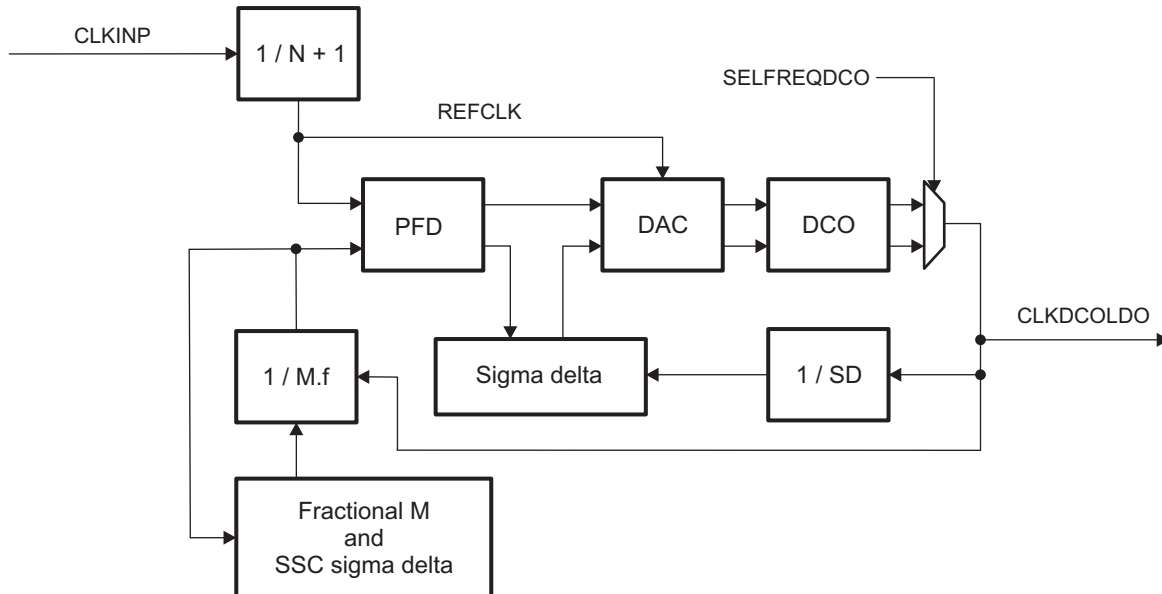 CLKINP
1 / N + 1
SELFREQDCO
REFCLK
PFD
DAC
DCO
CLKDCOLDO
1 / M.f
Sigma delta
1 / SD
Fractional M
and
SSC sigma delta